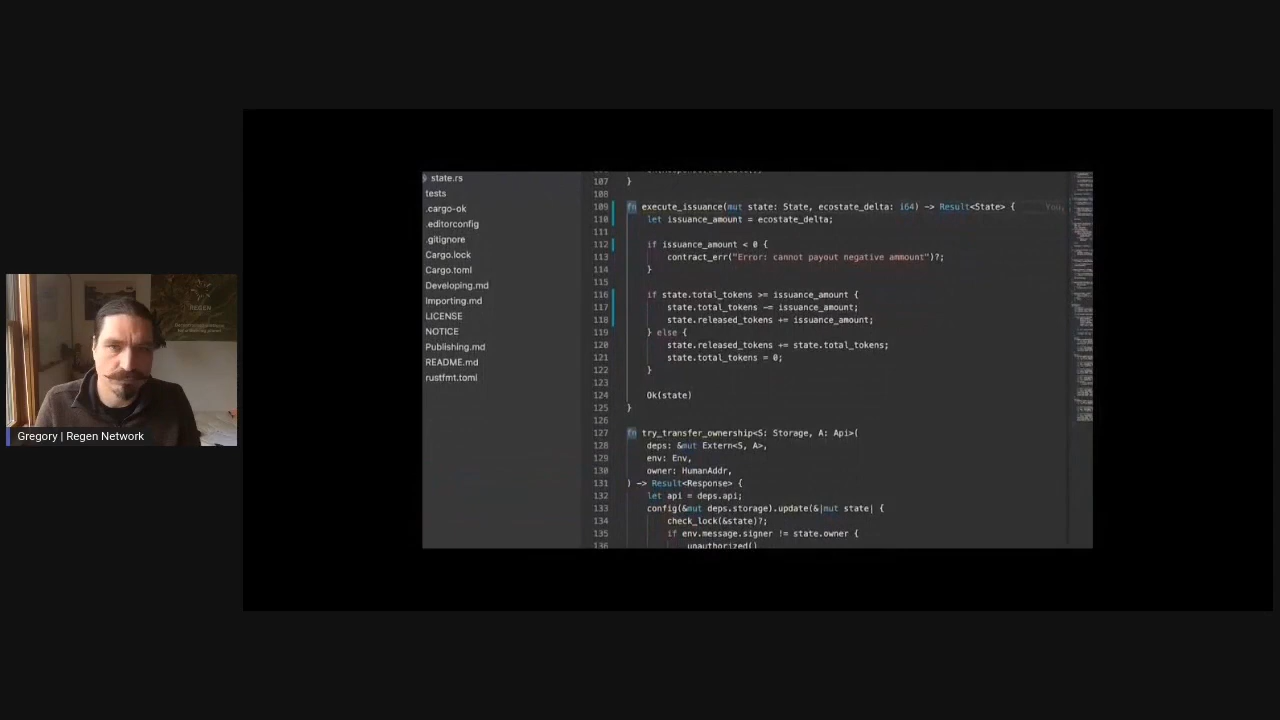 state.rs
tests
.cargo-ok
.editorconfig
.gitignore
Cargo.lock
Cargo.toml
Developing.md
Importing.md
LICENSE
NOTICE
Publishing.md
README.md
rustfmt.toml
107 }
108
109 fn execute_issuance(mut state: State, ecostate_delta: i64) -> Result<State> {
110 let issuance_amount = ecostate_delta;
111
112 if issuance_amount < 0 {
113 contract_err("Error: cannot payout negative ammount")?;
114 }
115
116 if state.total_tokens >= issuance_amount {
117 state.total_tokens -= issuance_amount;
118 state.released_tokens += issuance_amount;
119 } else {
120 state.released_tokens += state.total_tokens;
121 state.total_tokens = 0;
122 }
123
124 Ok(state)
125 }
126
127 fn try_transfer_ownership<S: Storage, A: Api>(
128 deps: &mut Extern<S, A>,
129 env: Env,
130 owner: HumanAddr,
131 ) -> Result<Response> {
132 let api = deps.api;
133 config(&mut deps.storage).update(&|mut state| {
134 check_lock(&state)?;
135 if env.message.signer != state.owner {
136 unauthorized()
REGEN
Gregory | Regen Network